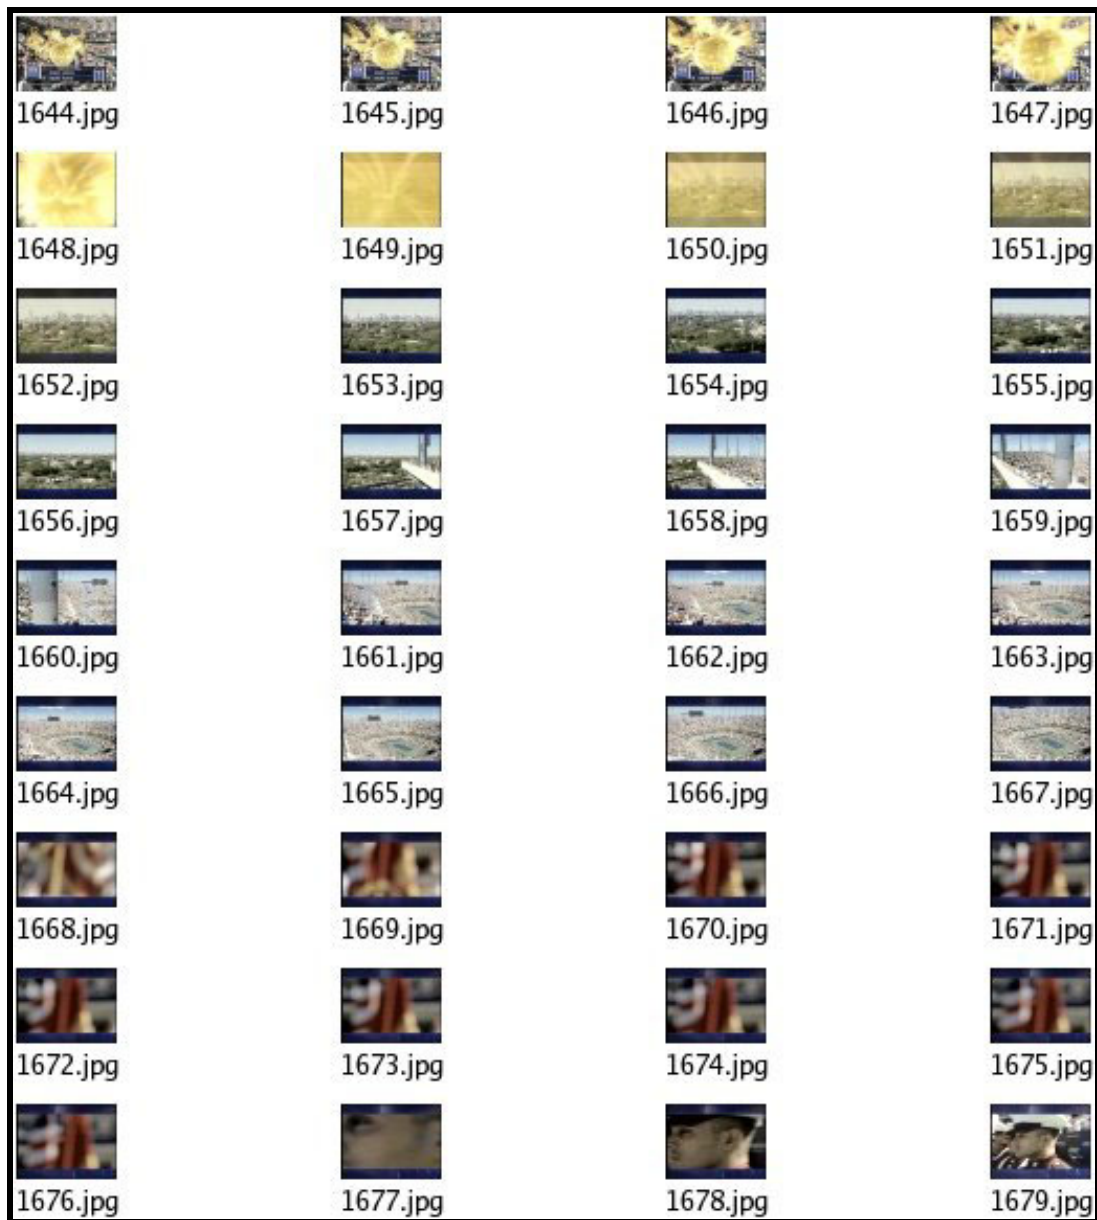 1644.jpg 1645.jpg 1646.jpg 1647.jpg
1648.jpg 1649.jpg 1650.jpg 1651.jpg
1652.jpg 1653.jpg 1654.jpg 1655.jpg
1656.jpg 1657.jpg 1658.jpg 1659.jpg
1660.jpg 1661.jpg 1662.jpg 1663.jpg
1664.jpg 1665.jpg 1666.jpg 1667.jpg
1668.jpg 1669.jpg 1670.jpg 1671.jpg
1672.jpg 1673.jpg 1674.jpg 1675.jpg
1676.jpg 1677.jpg 1678.jpg 1679.jpg